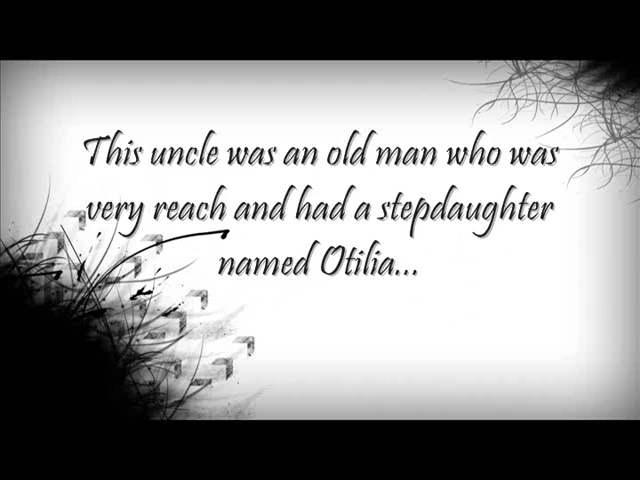 This uncle was an old man who was
very reach and had a stepdaughter
named Otilia...